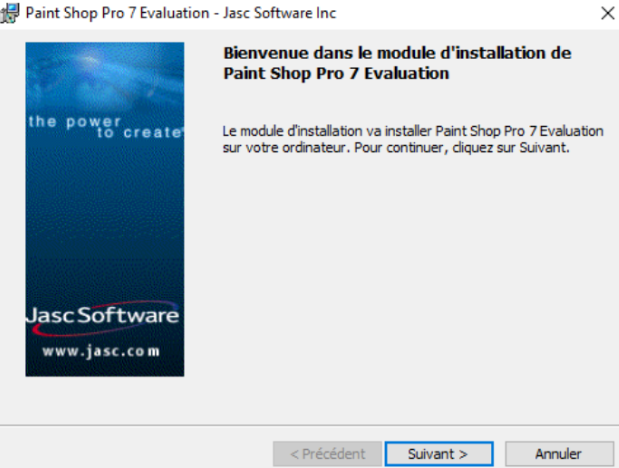 Paint Shop Pro 7 Evaluation - Jasc Software Inc
Bienvenue dans le module d'installation de
Paint Shop Pro 7 Evaluation
the power
to create
Le module d'installation va installer Paint Shop Pro 7 Evaluation
sur votre ordinateur. Pour continuer, cliquez sur Suivant.
Jasc Software
www.jasc.com
< Précédent
Suivant >
Annuler